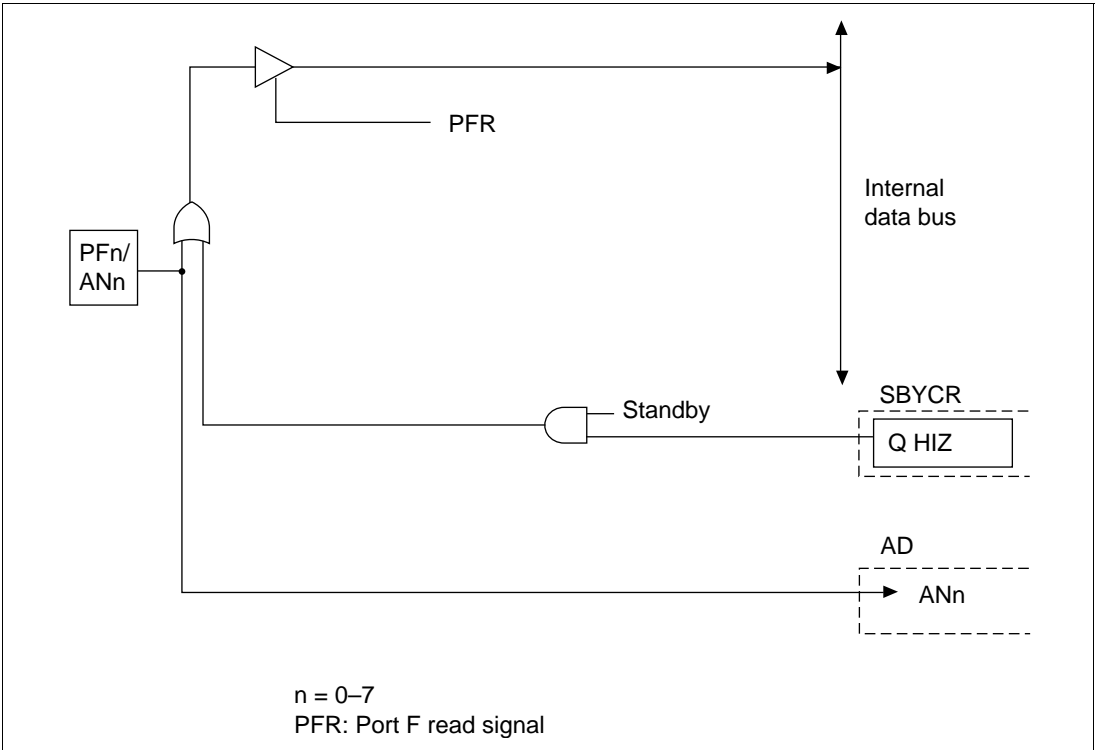 PFR
Internal
data bus
PFn/
ANn
SBYCR
Standby
Q HIZ
AD
ANn
n = 0–7
PFR: Port F read signal